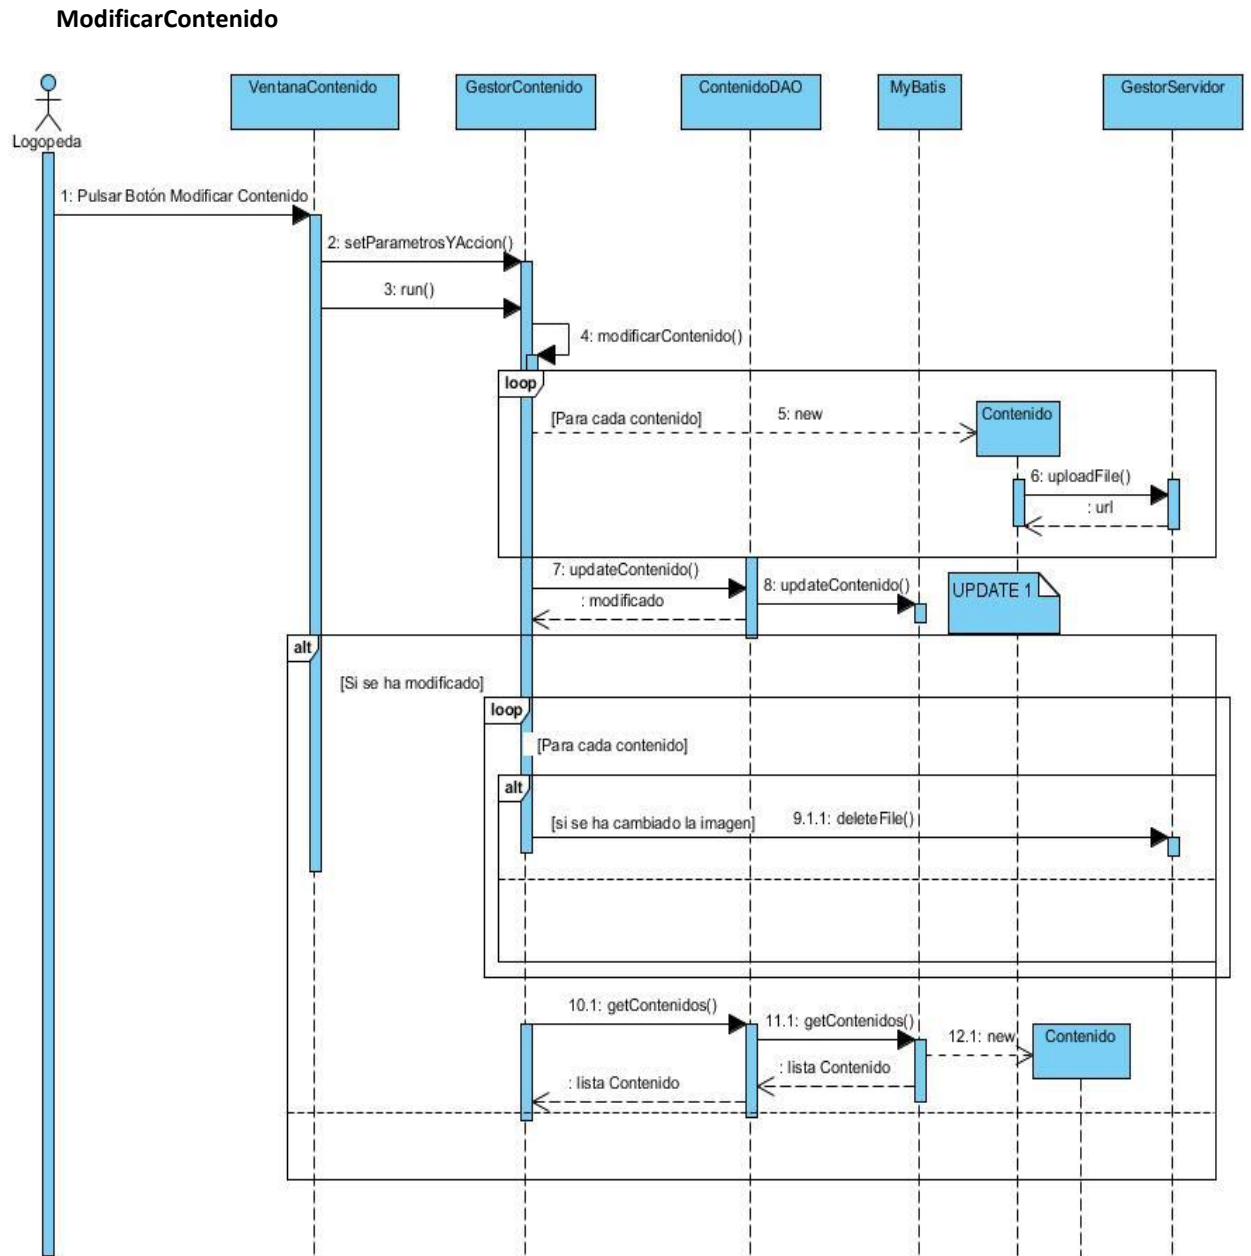 ModificarContenido
VentanaContenido
GestorContenido
ContenidoDAO
MyBatis
GestorServidor
Logopeda
1: Pulsar Botón Modificar Contenido
2: setParametrosYAccion()
3: run()
4: modificarContenido()
loop
[Para cada contenido]
5: new
Contenido
6: uploadFile()
: url
7: updateContenido()
8: updateContenido()
UPDATE 1
: modificado
alt
[Si se ha modificado]
loop
[Para cada contenido]
alt
[si se ha cambiado la imagen]
9.1.1: deleteFile()
10.1: getContenidos()
11.1: getContenidos()
12.1: new
Contenido
: lista Contenido
: lista Contenido